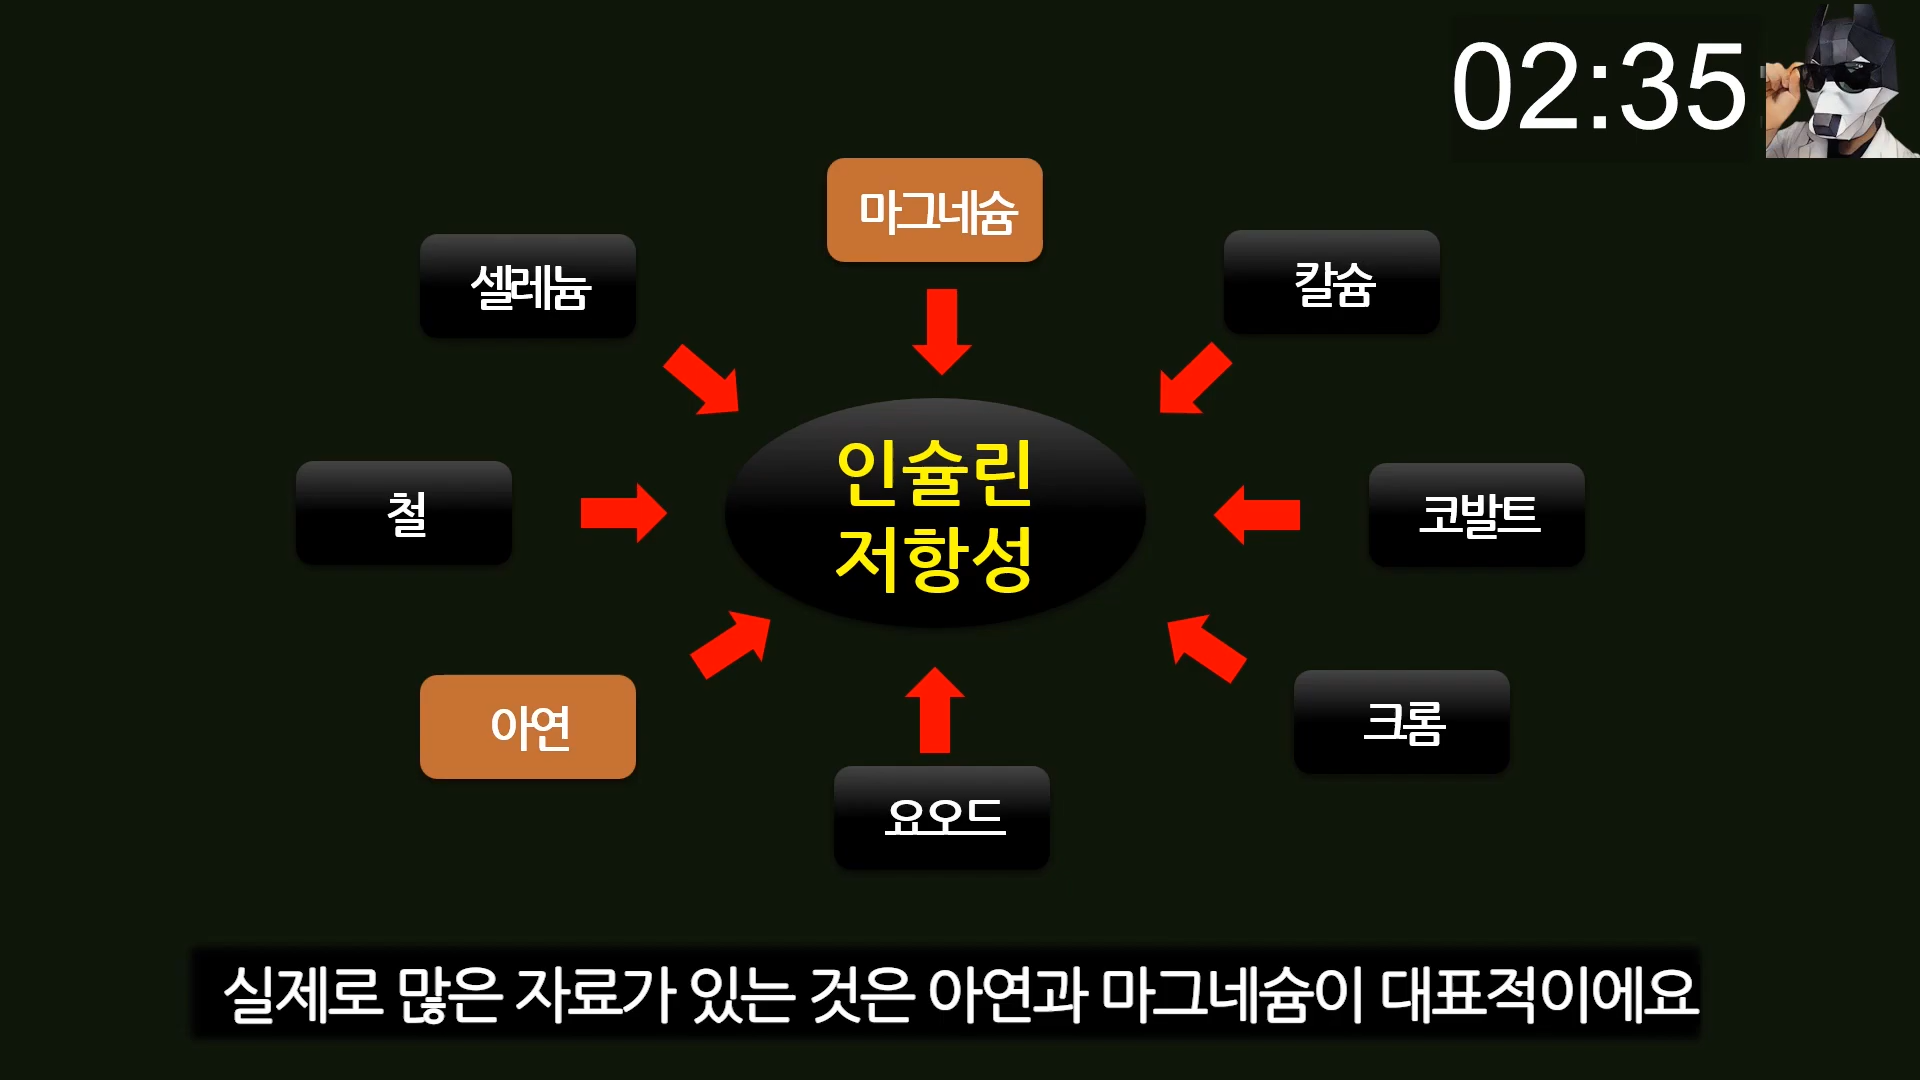 02:35
마그네슘
셀레늄
칼슘
인슐린
저항성
철
코발트
아연
크롬
요오드
실제로 많은 자료가 있는 것은 아연과 마그네슘이 대표적이에요